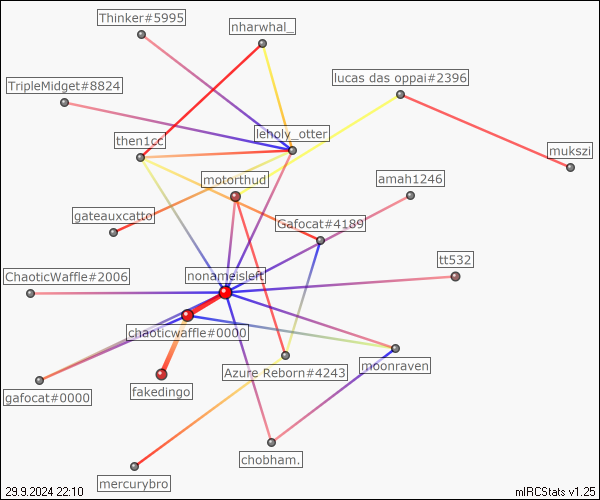 Thinker#5995
nharwhal_
TripleMidget#8824
lucas das oppai#2396
then1cc
leholy_otter
mukszi
motorthud
amah1246
gateauxcatto
Gafocat#4189
tt532
ChaoticWaffle#2006
nonameisleft
chaoticwaffle#0000
gafocat#0000
fakedingo
Azure Reborn#4243
moonraven
chobham.
mercurybro
29.9.2024 22:10
mIRCStats v1.25